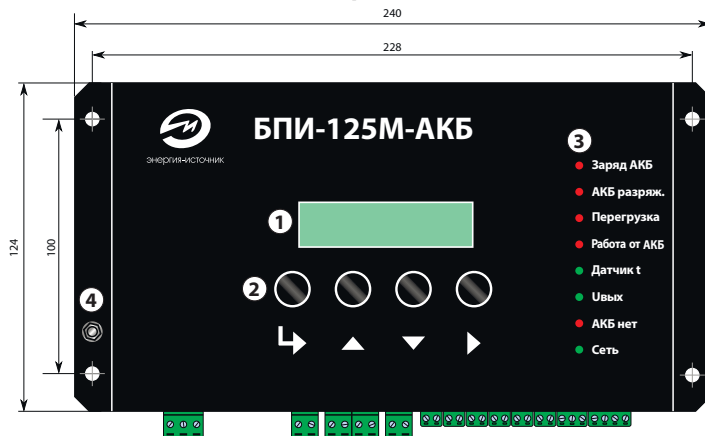 240
228
124
100
энергия-источник
БПИ-125М-АКБ
3
Заряд АКБ
АКБ разряж.
Перегрузка
Работа от АКБ
Датчик t
Uвых
АКБ нет
Сеть
1
2
4